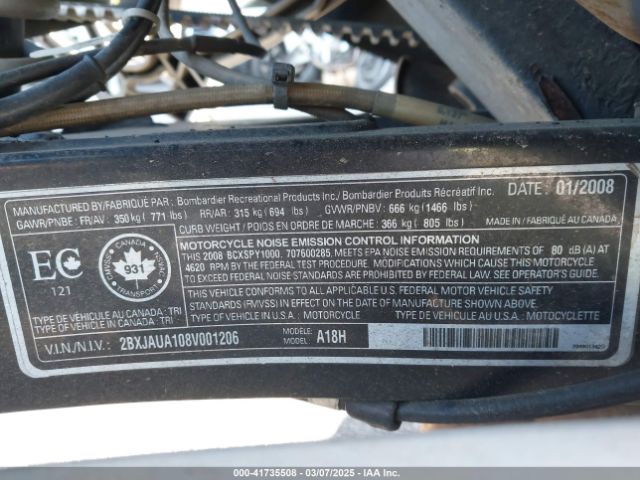 MANUFACTURED BY/FABRIQUÉ PAR: Bombardier Recreational Products Inc./Bombardier Produits Récréatif Inc. DATE: 01/2008
GAWR/PNBE: FR/AV: 350 kg( 771 lbs) RR/AR: 315 kg( 694 lbs) GVWR/PNBV: 666 kg (1466 lbs)
CURB WEIGHT / POIDS EN ORDRE DE MARCHE: 366 kg( 805 lbs) MADE IN / FABRIQUÉ AU CANADA
MOTORCYCLE NOISE EMISSION CONTROL INFORMATION
THIS 2008 BCXSPY1000. 707600285. MEETS EPA NOISE EMISSION REQUIREMENTS OF 80 dB (A) AT
4620 RPM BY THE FEDERAL TEST PROCEDURE. MODIFICATIONS WHICH CAUSE THIS MOTORCYCLE
TO EXCEED FEDERAL NOISE STANDARDS ARE PROHIBITED BY FEDERAL LAW. SEE OPERATOR'S GUIDE.
THIS VEHICLE CONFORMS TO ALL APPLICABLE U.S. FEDERAL MOTOR VEHICLE SAFETY
STANDARDS (FMVSS) IN EFFECT ON THE DATE OF MANUFACTURE SHOWN ABOVE.
EC
121
CANADA
931
TRANSPORT
TYPE DE VÉHICULE AU CANADA : TRI
TYPE OF VEHICLE IN CANADA: TRI
TYPE OF VEHICLE IN U.S.A.: MOTORCYCLE
TYPE DE VÉHICULE AU É.U.A.: MOTOCYCLETTE
V.I.N./N.I.V.: 2BXJAUA108V001206
MODÈLE:
MODEL: A18H
000-41735508 — 03/07/2025 — IAA Inc.